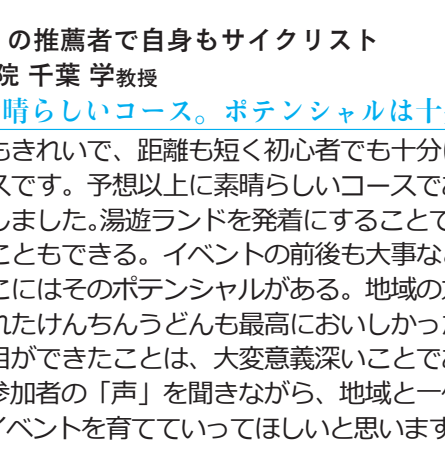 の推薦者で自身もサイクリスト
院 千葉 学教授
晴らしいコース。ポテンシャルは十
もきれいで、距離も短く初心者でも十分
スです。予想以上に素晴らしいコースで
しました。湯遊ランドを発着にすることで
こともできる。イベントの前後も大事な
こにはそのポテンシャルがある。地域の
れたけんちんうどんも最高においしかっ
目ができたことは、大変意義深いことで
参加者の「声」を聞きながら、地域と一
イベントを育てていってほしいと思います